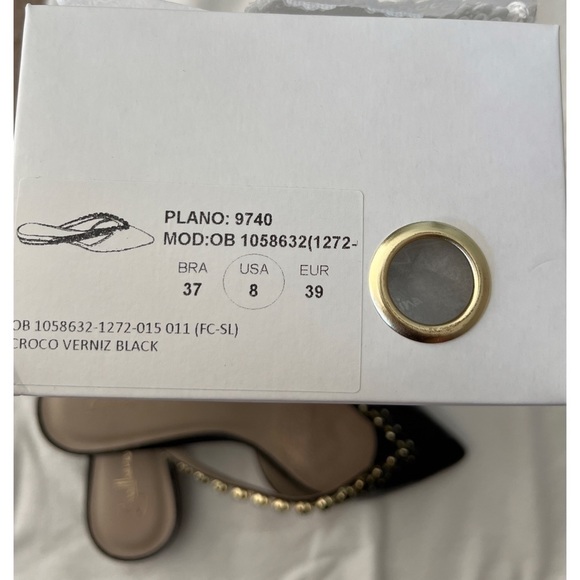 PLANO: 9740
MOD:OB 1058632(1272-
BRA USA EUR
37 8 39
OB 1058632-1272-015 011 (FC-SL)
CROCO VERNIZ BLACK